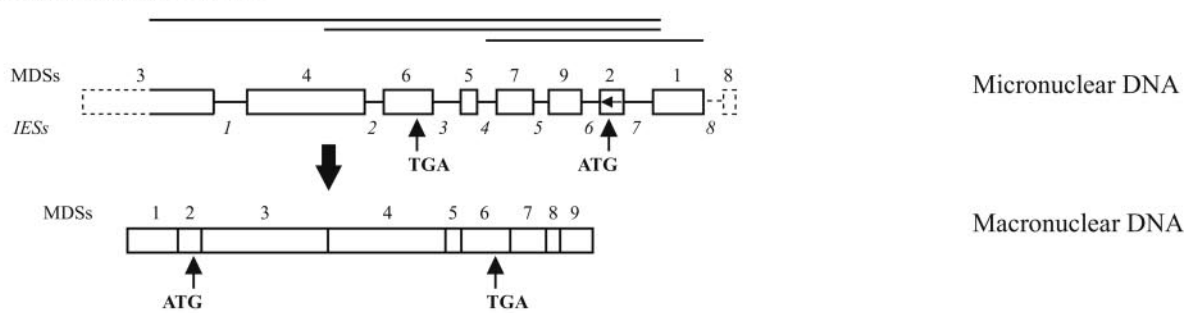 MDSs 3 4 6 5 7 9 2 1 8
Micronuclear DNA
IESs 1 2 3 4 5 6 7 8
TGA ATG
MDSs 1 2 3 4 5 6 7 8 9
Macronuclear DNA
ATG TGA